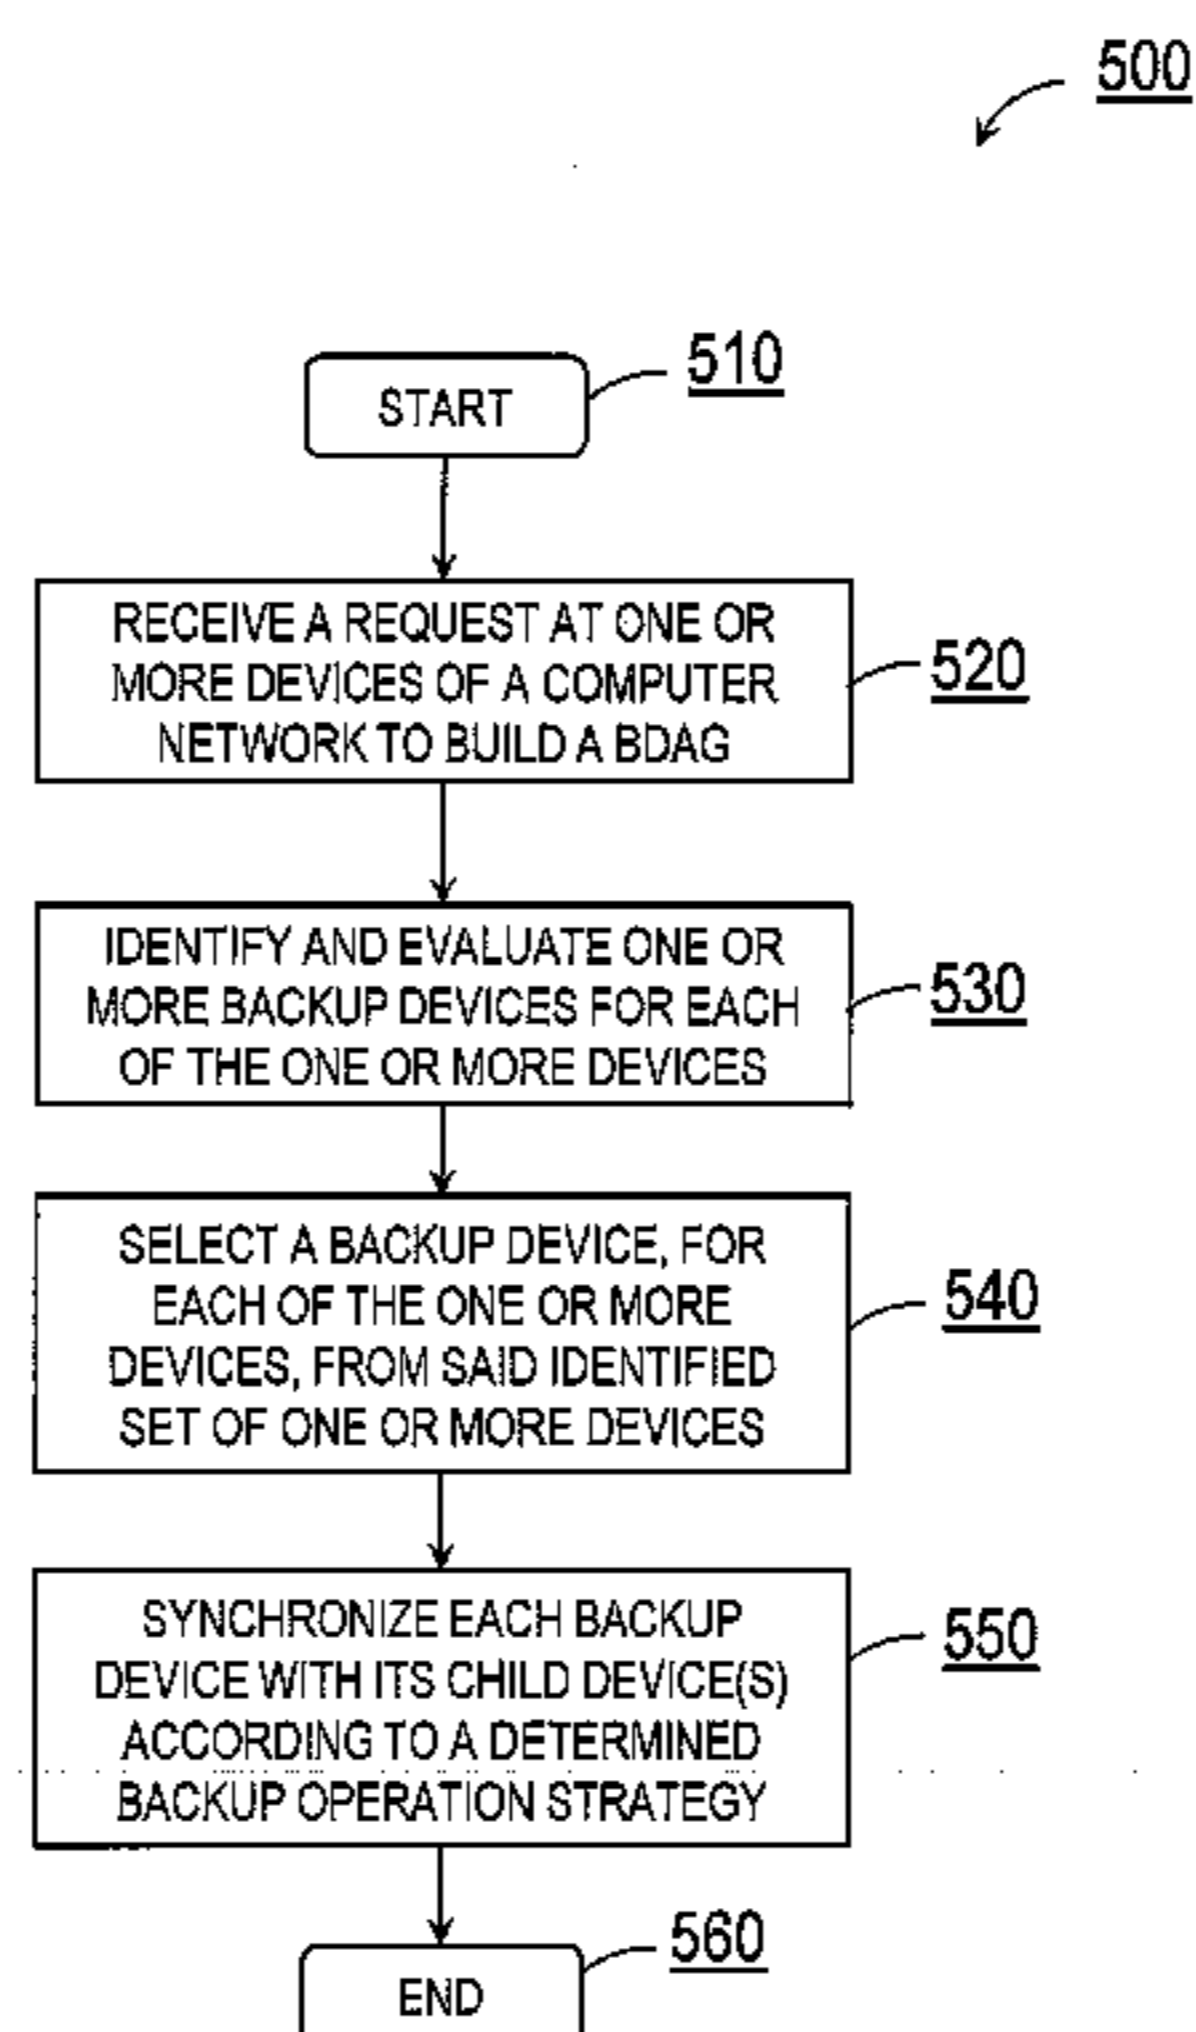 500
START
510
RECEIVE A REQUEST AT ONE OR
MORE DEVICES OF A COMPUTER
NETWORK TO BUILD A BDAG
520
IDENTIFY AND EVALUATE ONE OR
MORE BACKUP DEVICES FOR EACH
OF THE ONE OR MORE DEVICES
530
SELECT A BACKUP DEVICE, FOR
EACH OF THE ONE OR MORE
DEVICES, FROM SAID IDENTIFIED
SET OF ONE OR MORE DEVICES
540
SYNCHRONIZE EACH BACKUP
DEVICE WITH ITS CHILD DEVICE(S)
ACCORDING TO A DETERMINED
BACKUP OPERATION STRATEGY
550
END
560